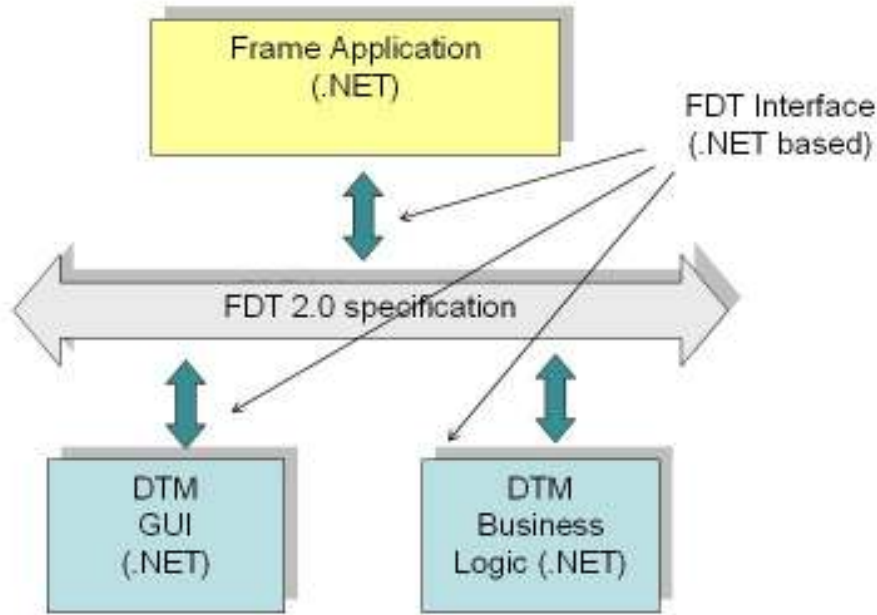 Frame Application
(.NET)
FDT Interface
(.NET based)
FDT 2.0 specification
DTM
GUI
(.NET)
DTM
Business
Logic (.NET)